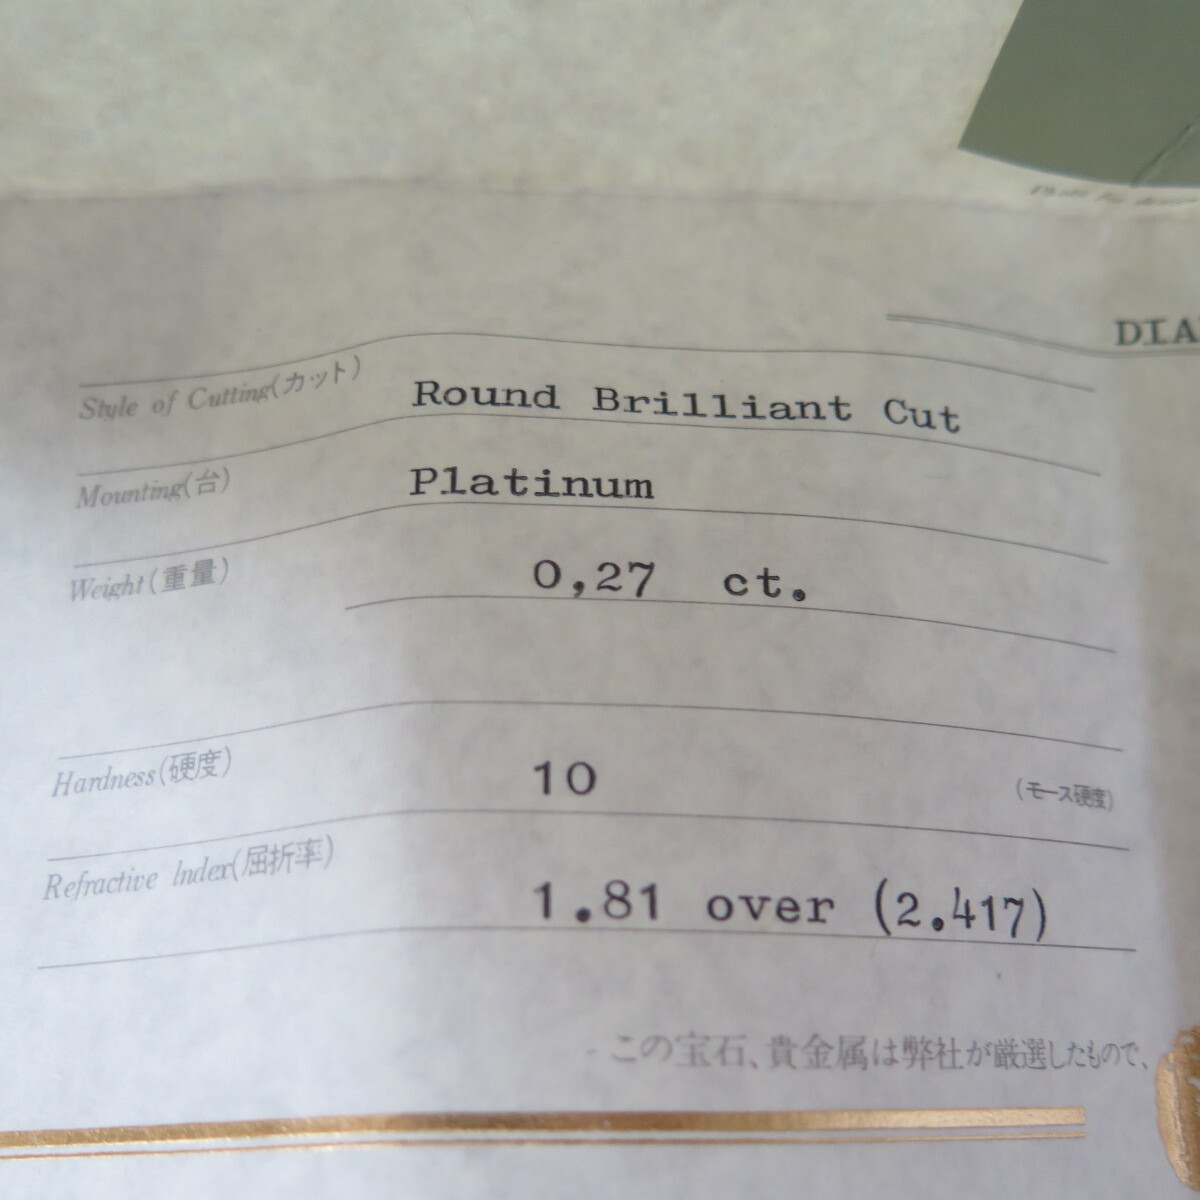 DIA
Style of Cutting(カット) Round Brilliant Cut
Mounting(台) Platinum
Weight(重量) 0,27 ct.
Hardness(硬度) 10 (モース硬度)
Refractive Index(屈折率) 1.81 over (2.417)
この宝石、貴金属は弊社が厳選したもので、